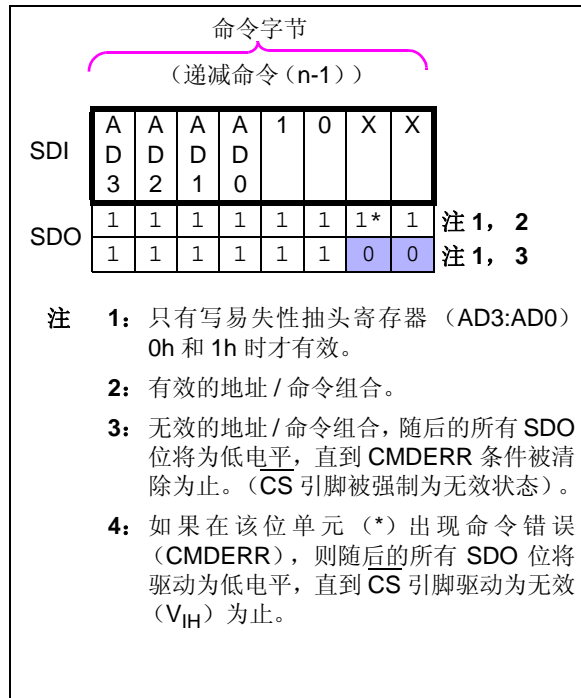 命令字节
（递减命令（n-1））
SDI
A A A A 1 0 X X
D D D D
3 2 1 0
SDO
1 1 1 1 1 1 1* 1 注 1， 2
1 1 1 1 1 1 0 0 注 1， 3
注 1： 只有写易失性抽头寄存器 （AD3:AD0）
0h 和 1h 时才有效。
2： 有效的地址 / 命令组合。
3： 无效的地址 / 命令组合，随后的所有 SDO
位将为低电平，直到 CMDERR 条件被清
除为止。（CS 引脚被强制为无效状态）。
4： 如果在该位单元（*）出现命令错误
（CMDERR），则随后的所有 SDO 位将
驱动为低电平，直到 CS 引脚驱动为无效
（VIH）为止。